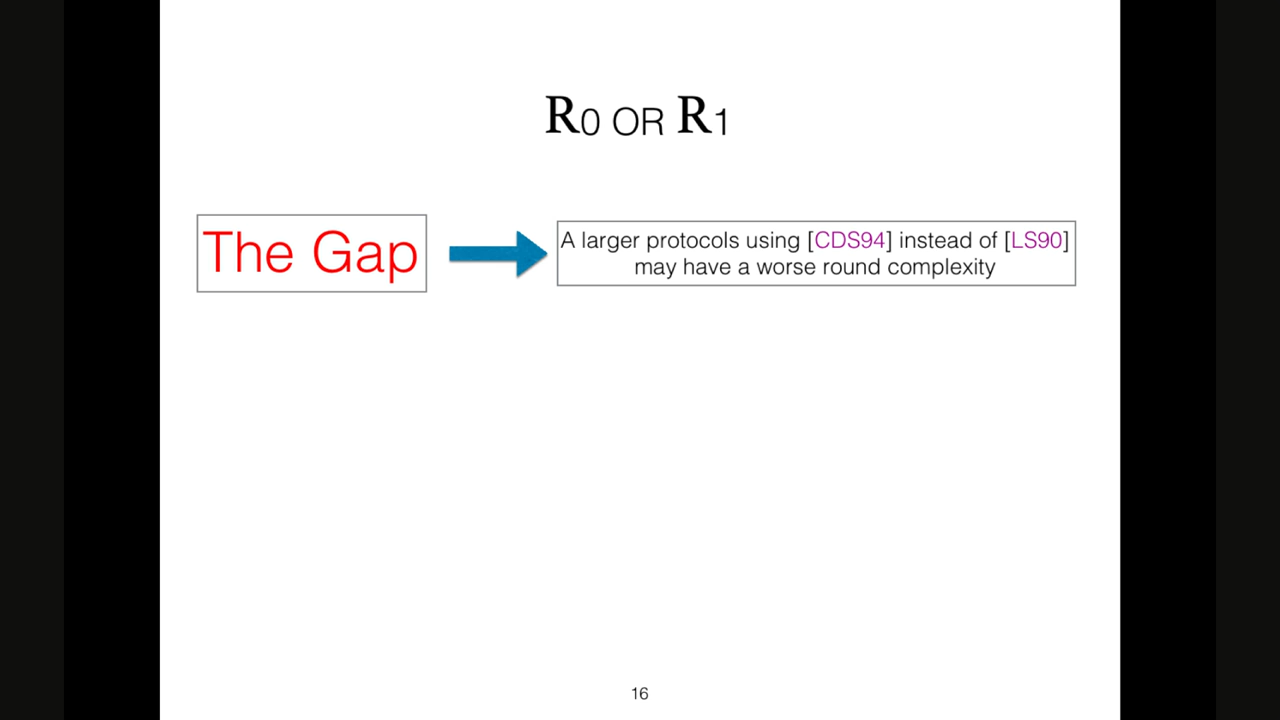 R0 OR R1
The Gap
A larger protocols using [CDS94] instead of [LS90]
may have a worse round complexity
16